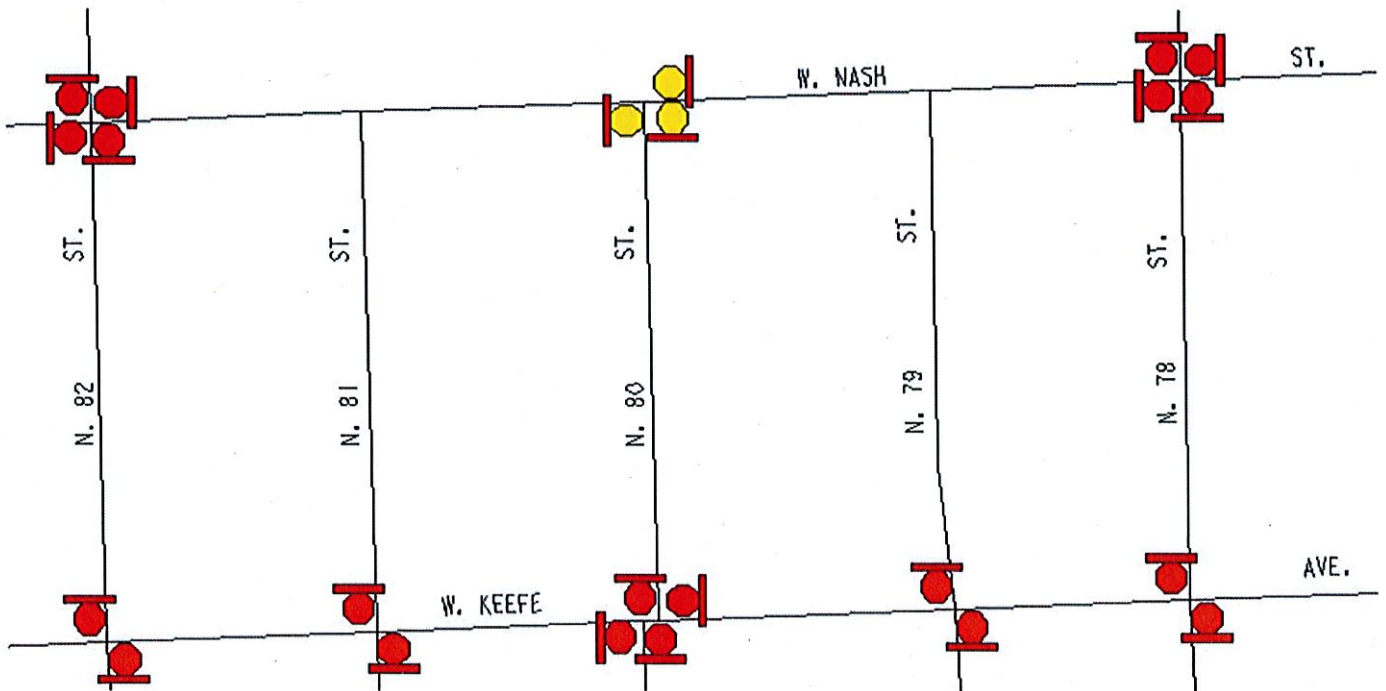 W. NASH ST.
N. 82 ST.
N. 81 ST.
N. 80 ST.
N. 79 ST.
N. 78 ST.
W. KEEFE AVE.